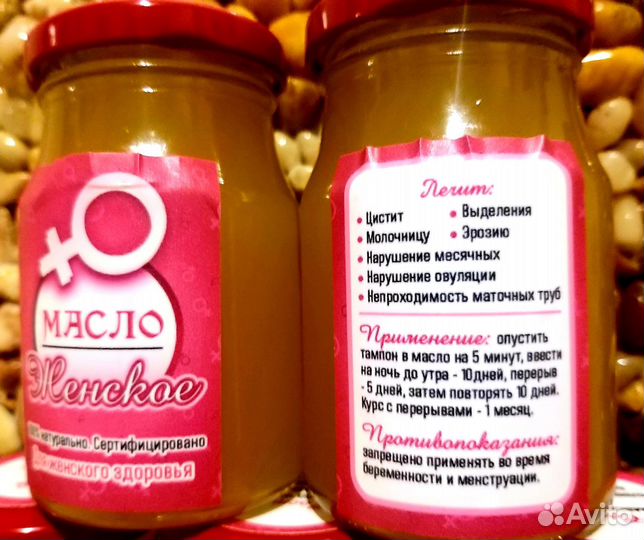 МАСЛО
Женское
100% натурально. Сертифицировано
женского здоровья
Лечит:
• Цистит • Выделения
• Молочницу • Эрозию
• Нарушение месячных
• Нарушение овуляции
• Непроходимость маточных труб
Применение: опустить
тампон в масло на 5 минут, ввести
на ночь до утра - 10дней, перерыв
- 5 дней, затем повторять 10 дней.
Курс с перерывами - 1 месяц.
Противопоказания:
запрещено применять во время
беременности и менструации.
Avito